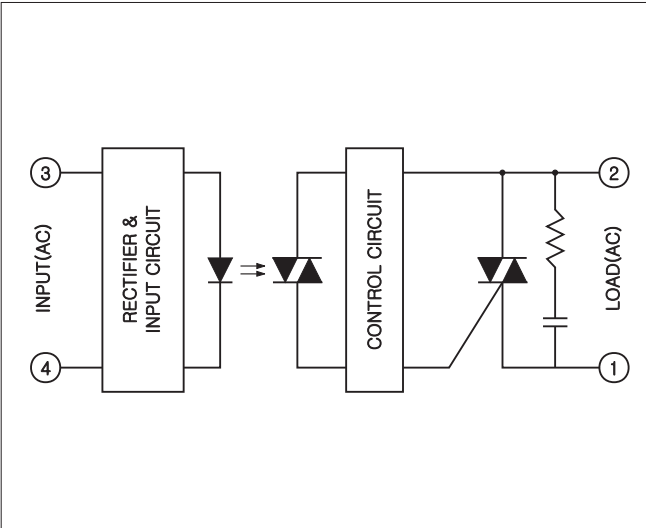 3
INPUT(AC)
4
RECTIFIER &
INPUT CIRCUIT
CONTROL CIRCUIT
2
LOAD(AC)
1